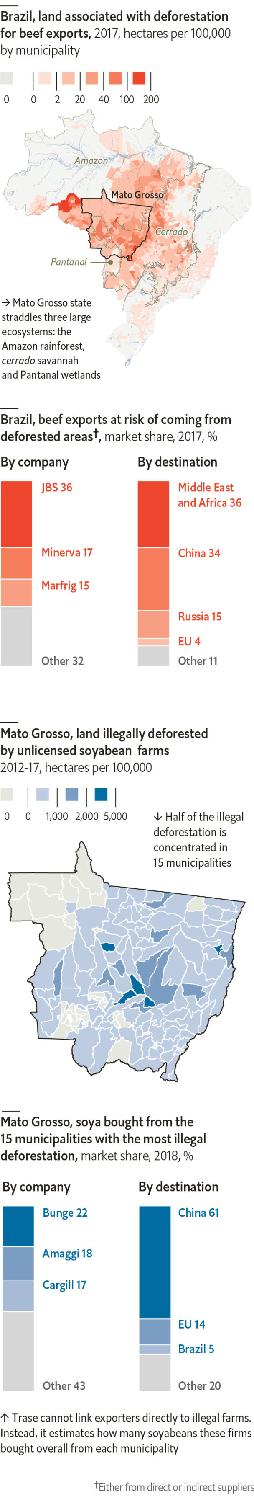 Brazil, land associated with deforestation
for beef exports, 2017, hectares per 100,000
by municipality
0 0 2 20 40 100 200
Amazon
Mato Grosso
Pantanal
Cerrado
→ Mato Grosso state
straddles three large
ecosystems: the
Amazon rainforest,
cerrado savannah
and Pantanal wetlands
Brazil, beef exports at risk of coming from
deforested areas†, market share, 2017, %
By company
JBS 36
Minerva 17
Marfrig 15
Other 32
By destination
Middle East
and Africa 36
China 34
Russia 15
EU 4
Other 11
Mato Grosso, land illegally deforested
by unlicensed soyabean farms
2012-17, hectares per 100,000
0 0 1,000 2,000 5,000
↓ Half of the illegal
deforestation is
concentrated in
15 municipalities
Mato Grosso, soya bought from the
15 municipalities with the most illegal
deforestation, market share, 2018, %
By company
Bunge 22
Amaggi 18
Cargill 17
Other 43
By destination
China 61
EU 14
Brazil 5
Other 20
↑ Trase cannot link exporters directly to illegal farms.
Instead, it estimates how many soyabeans these firms
bought overall from each municipality
†Either from direct or indirect suppliers